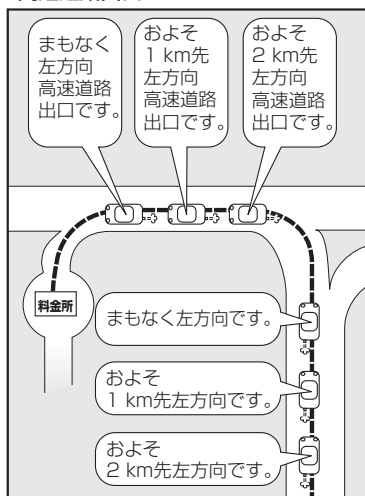 まもなく
左方向
高速道路
出口です。
およそ
1 km先
左方向
高速道路
出口です。
およそ
2 km先
左方向
高速道路
出口です。
料金所
まもなく左方向です。
およそ
1 km先左方向です。
およそ
2 km先左方向です。